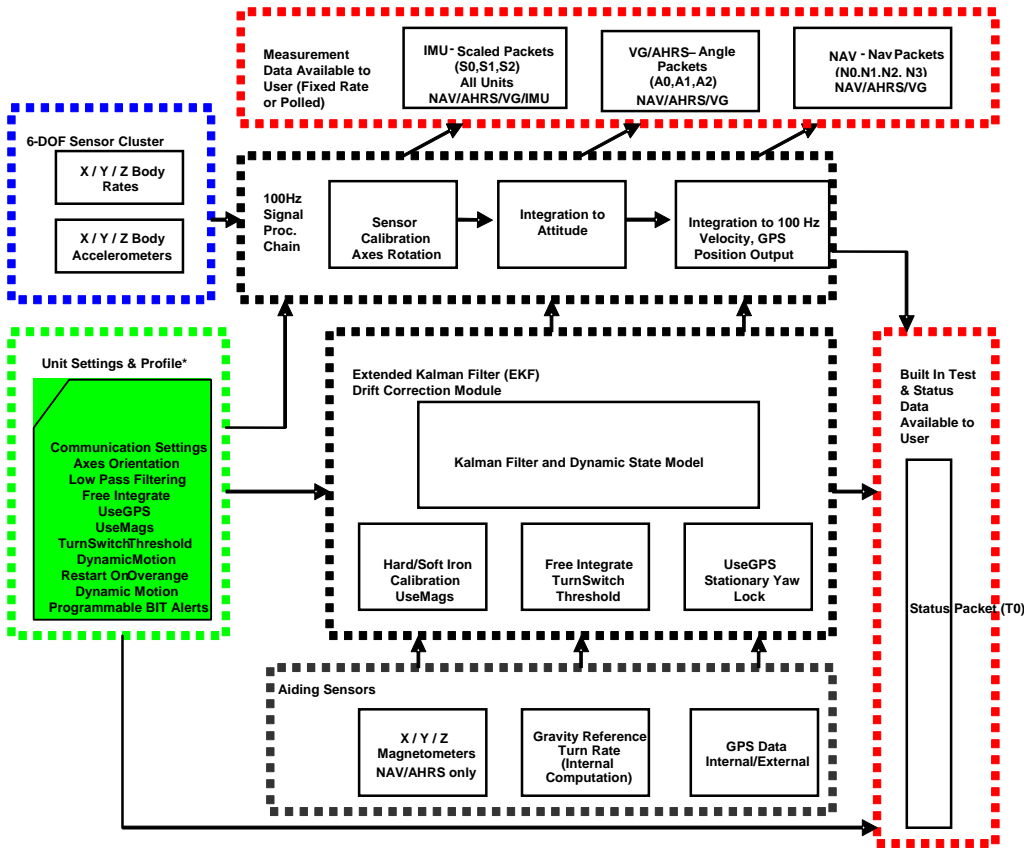 Measurement
Data Available to
User (Fixed Rate
or Polled)
IMU - Scaled Packets
(S0,S1,S2)
All Units
NAV/AHRS/VG/IMU
VG/AHRS– Angle
Packets
(A0,A1,A2)
NAV/AHRS/VG
NAV - Nav Packets
(N0.N1.N2. N3)
NAV/AHRS/VG
6-DOF Sensor Cluster
X / Y / Z Body
Rates
X / Y / Z Body
Accelerometers
100Hz
Signal
Proc.
Chain
Sensor
Calibration
Axes Rotation
Integration to
Attitude
Integration to 100 Hz
Velocity, GPS
Position Output
Unit Settings & Profile*
Communication Settings
Axes Orientation
Low Pass Filtering
Free Integrate
UseGPS
UseMags
TurnSwitchThreshold
DynamicMotion
Restart OnOverange
Dynamic Motion
Programmable BIT Alerts
Extended Kalman Filter (EKF)
Drift Correction Module
Kalman Filter and Dynamic State Model
Hard/Soft Iron
Calibration
UseMags
Free Integrate
TurnSwitch
Threshold
UseGPS
Stationary Yaw
Lock
Built In Test
& Status
Data
Available to
User
Status Packet (T0)
Aiding Sensors
X / Y / Z
Magnetometers
NAV/AHRS only
Gravity Reference
Turn Rate
(Internal
Computation)
GPS Data
Internal/External